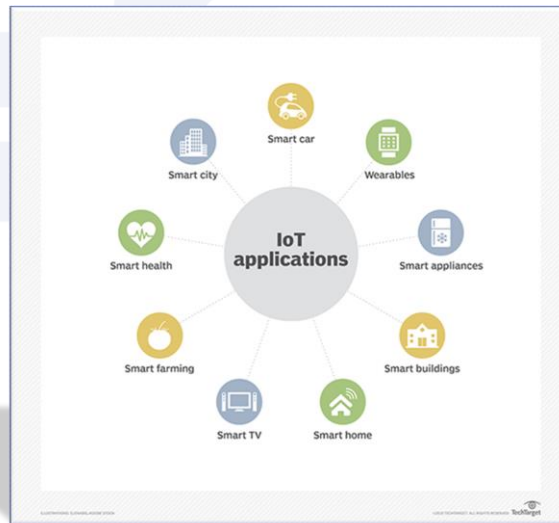 Smart car
Smart city
Wearables
IoT
applications
Smart health
Smart appliances
Smart farming
Smart buildings
Smart TV
Smart home
TechTarget